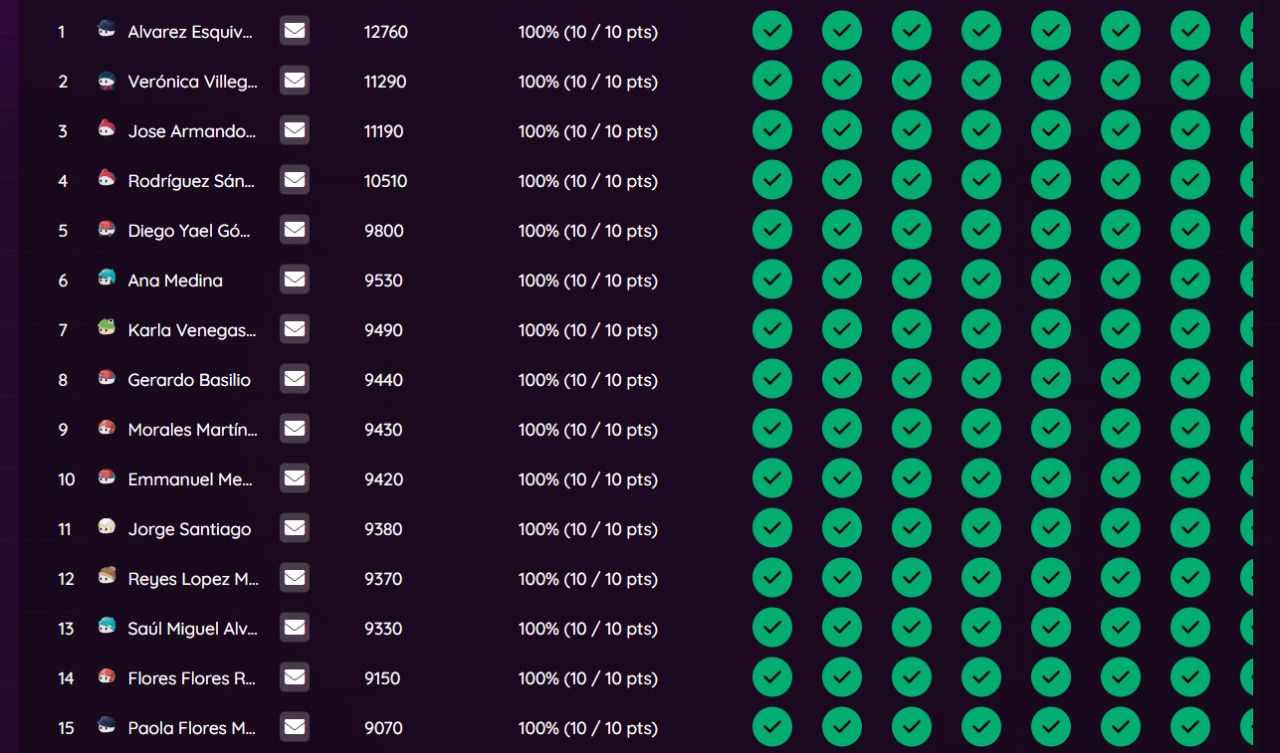 1 Alvarez Esquiv... 12760 100% (10 / 10 pts)
2 Verónica Villeg... 11290 100% (10 / 10 pts)
3 Jose Armando... 11190 100% (10 / 10 pts)
4 Rodríguez Sán... 10510 100% (10 / 10 pts)
5 Diego Yael Gó... 9800 100% (10 / 10 pts)
6 Ana Medina 9530 100% (10 / 10 pts)
7 Karla Venegas... 9490 100% (10 / 10 pts)
8 Gerardo Basilio 9440 100% (10 / 10 pts)
9 Morales Martín... 9430 100% (10 / 10 pts)
10 Emmanuel Me... 9420 100% (10 / 10 pts)
11 Jorge Santiago 9380 100% (10 / 10 pts)
12 Reyes Lopez M... 9370 100% (10 / 10 pts)
13 Saúl Miguel Alv... 9330 100% (10 / 10 pts)
14 Flores Flores R... 9150 100% (10 / 10 pts)
15 Paola Flores M... 9070 100% (10 / 10 pts)